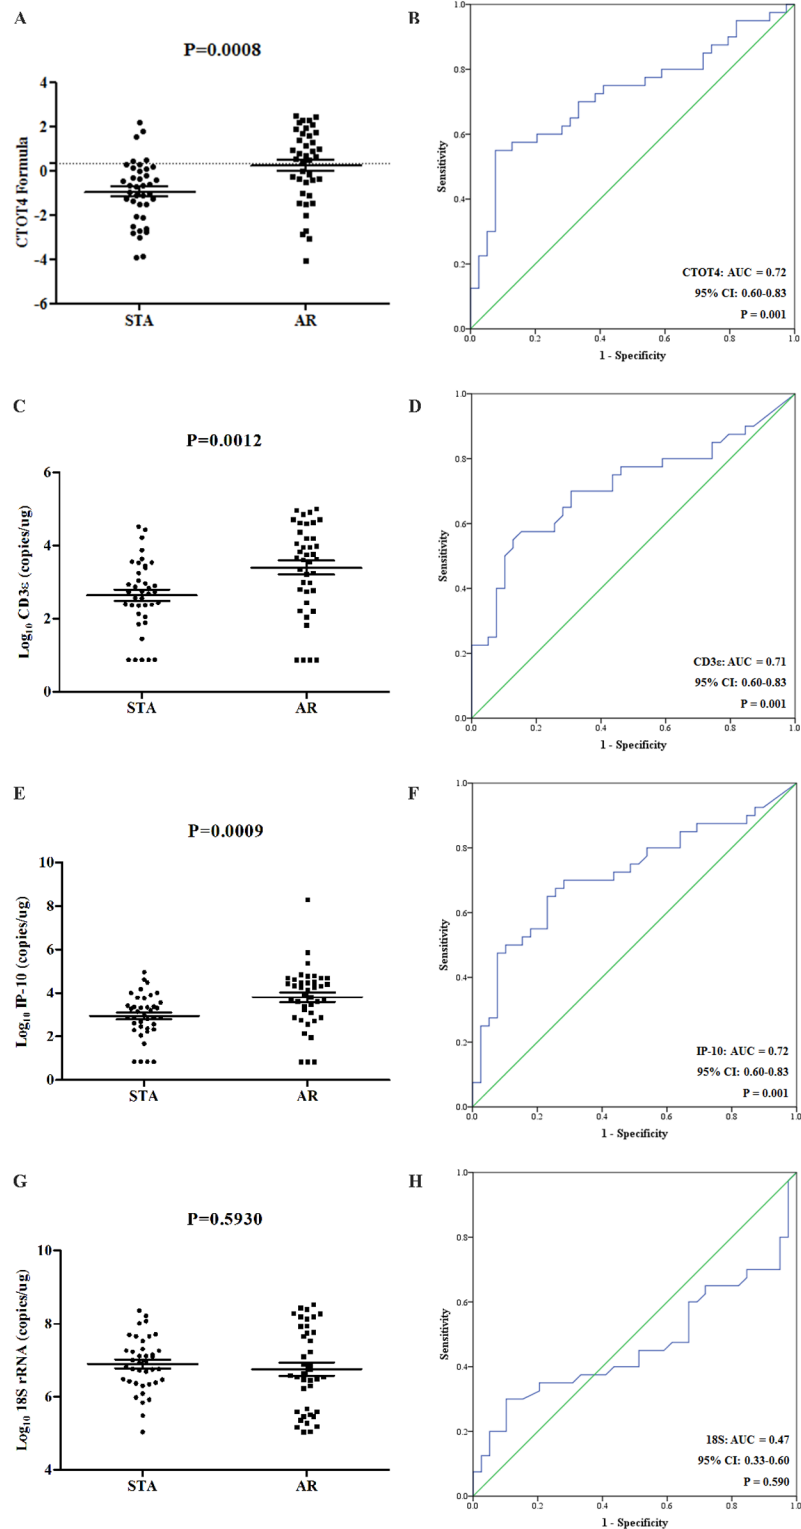 A
P=0.0008
4
2
0
-2
-4
-6
CTOT4 Formula
STA AR
B
1.0
0.8
0.6
0.4
0.2
0.0
Sensitivity
CTOT4: AUC = 0.72
95% CI: 0.60-0.83
P = 0.001
0.0 0.2 0.4 0.6 0.8 1.0
1 - Specificity
C
P=0.0012
6
4
2
0
Log₁₀ CD3ε (copies/ug)
STA AR
D
1.0
0.8
0.6
0.4
0.2
0.0
Sensitivity
CD3ε: AUC = 0.71
95% CI: 0.60-0.83
P = 0.001
0.0 0.2 0.4 0.6 0.8 1.0
1 - Specificity
E
P=0.0009
10
8
6
4
2
0
Log₁₀ IP-10 (copies/ug)
STA AR
F
1.0
0.8
0.6
0.4
0.2
0.0
Sensitivity
IP-10: AUC = 0.72
95% CI: 0.60-0.83
P = 0.001
0.0 0.2 0.4 0.6 0.8 1.0
1 - Specificity
G
P=0.5930
10
8
6
4
Log₁₀ 18S rRNA (copies/ug)
STA AR
H
1.0
0.8
0.6
0.4
0.2
0.0
Sensitivity
18S: AUC = 0.47
95% CI: 0.33-0.60
P = 0.590
0.0 0.2 0.4 0.6 0.8 1.0
1 - Specificity